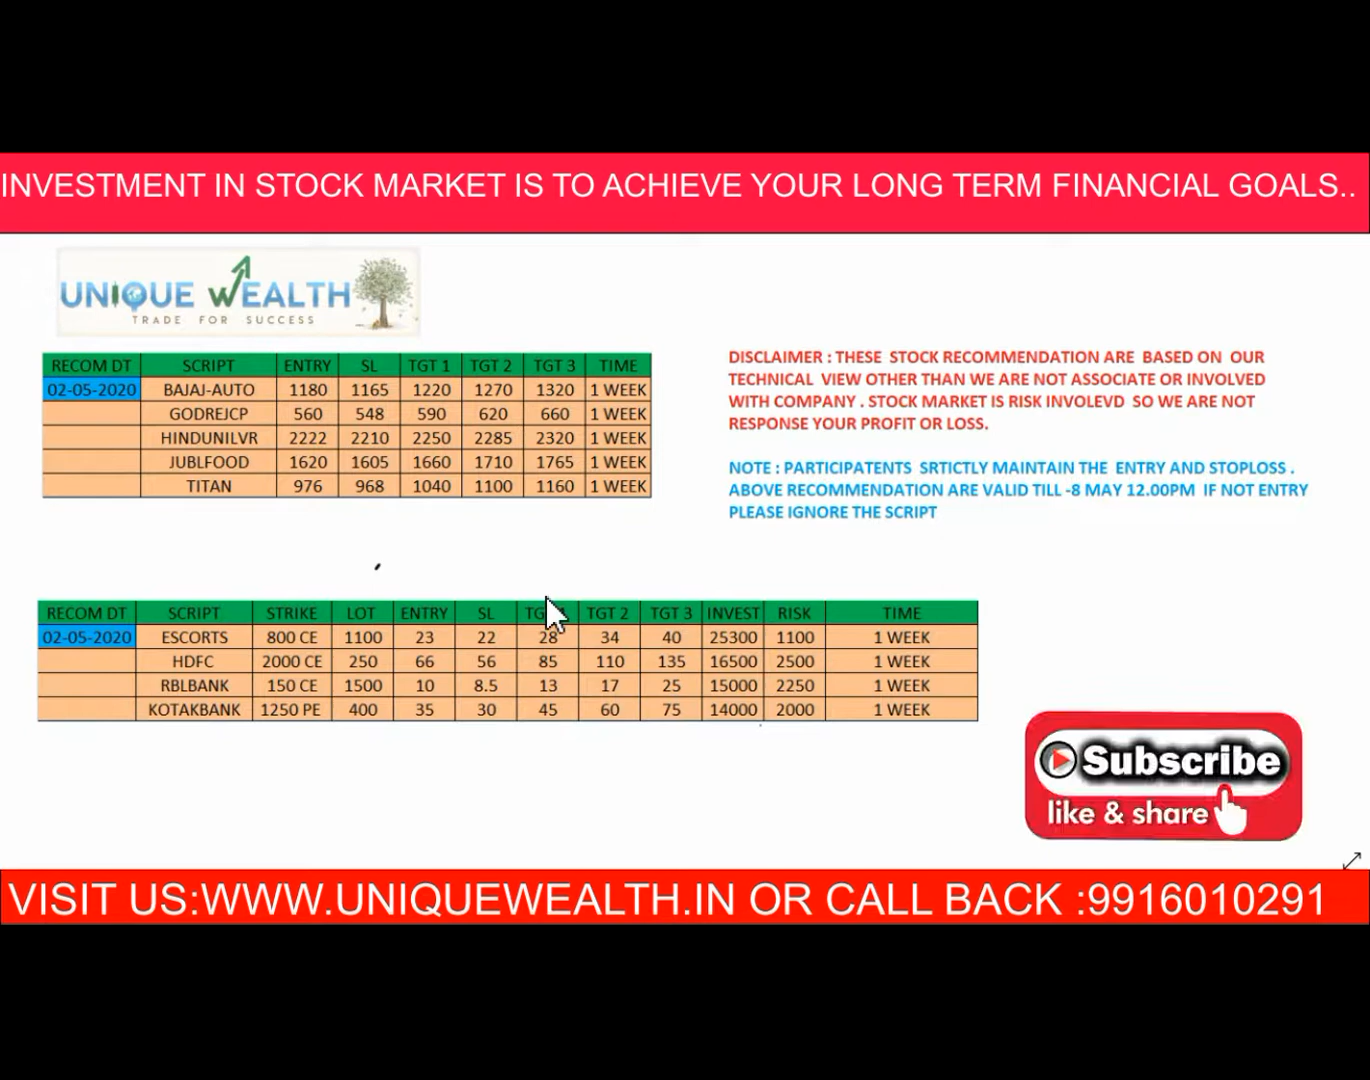 INVESTMENT IN STOCK MARKET IS TO ACHIEVE YOUR LONG TERM FINANCIAL GOALS..
UNIQUE WEALTH
TRADE FOR SUCCESS
RECOM DT SCRIPT ENTRY SL TGT 1 TGT 2 TGT 3 TIME
02-05-2020 BAJAJ-AUTO 1180 1165 1220 1270 1320 1 WEEK
GODREJCP 560 548 590 620 660 1 WEEK
HINDUNILVR 2222 2210 2250 2285 2320 1 WEEK
JUBLFOOD 1620 1605 1660 1710 1765 1 WEEK
TITAN 976 968 1040 1100 1160 1 WEEK
DISCLAIMER : THESE STOCK RECOMMENDATION ARE BASED ON OUR
TECHNICAL VIEW OTHER THAN WE ARE NOT ASSOCIATE OR INVOLVED
WITH COMPANY . STOCK MARKET IS RISK INVOLEVD SO WE ARE NOT
RESPONSE YOUR PROFIT OR LOSS.
NOTE : PARTICIPATENTS SRTICTLY MAINTAIN THE ENTRY AND STOPLOSS .
ABOVE RECOMMENDATION ARE VALID TILL -8 MAY 12.00PM IF NOT ENTRY
PLEASE IGNORE THE SCRIPT
RECOM DT SCRIPT STRIKE LOT ENTRY SL TGT 1 TGT 2 TGT 3 INVEST RISK TIME
02-05-2020 ESCORTS 800 CE 1100 23 22 28 34 40 25300 1100 1 WEEK
HDFC 2000 CE 250 66 56 85 110 135 16500 2500 1 WEEK
RBLBANK 150 CE 1500 10 8.5 13 17 25 15000 2250 1 WEEK
KOTAKBANK 1250 PE 400 35 30 45 60 75 14000 2000 1 WEEK
Subscribe
like & share
VISIT US:WWW.UNIQUEWEALTH.IN OR CALL BACK :9916010291